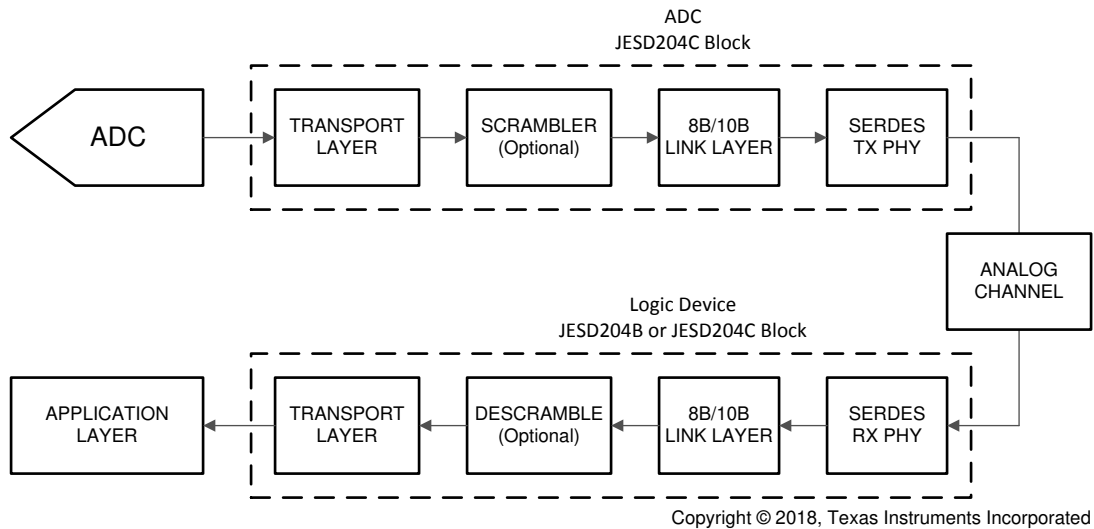 ADC
JESD204C Block
ADC
TRANSPORT
LAYER
SCRAMBLER
(Optional)
8B/10B
LINK LAYER
SERDES
TX PHY
ANALOG
CHANNEL
Logic Device
JESD204B or JESD204C Block
APPLICATION
LAYER
TRANSPORT
LAYER
DESCRAMBLE
(Optional)
8B/10B
LINK LAYER
SERDES
RX PHY
Copyright © 2018, Texas Instruments Incorporated